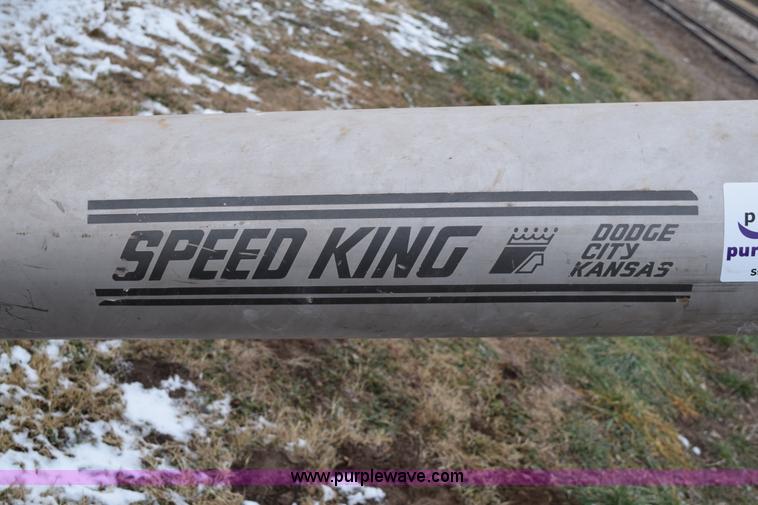 SPEED KING
DODGE
CITY
KANSAS
www.purplewave.com